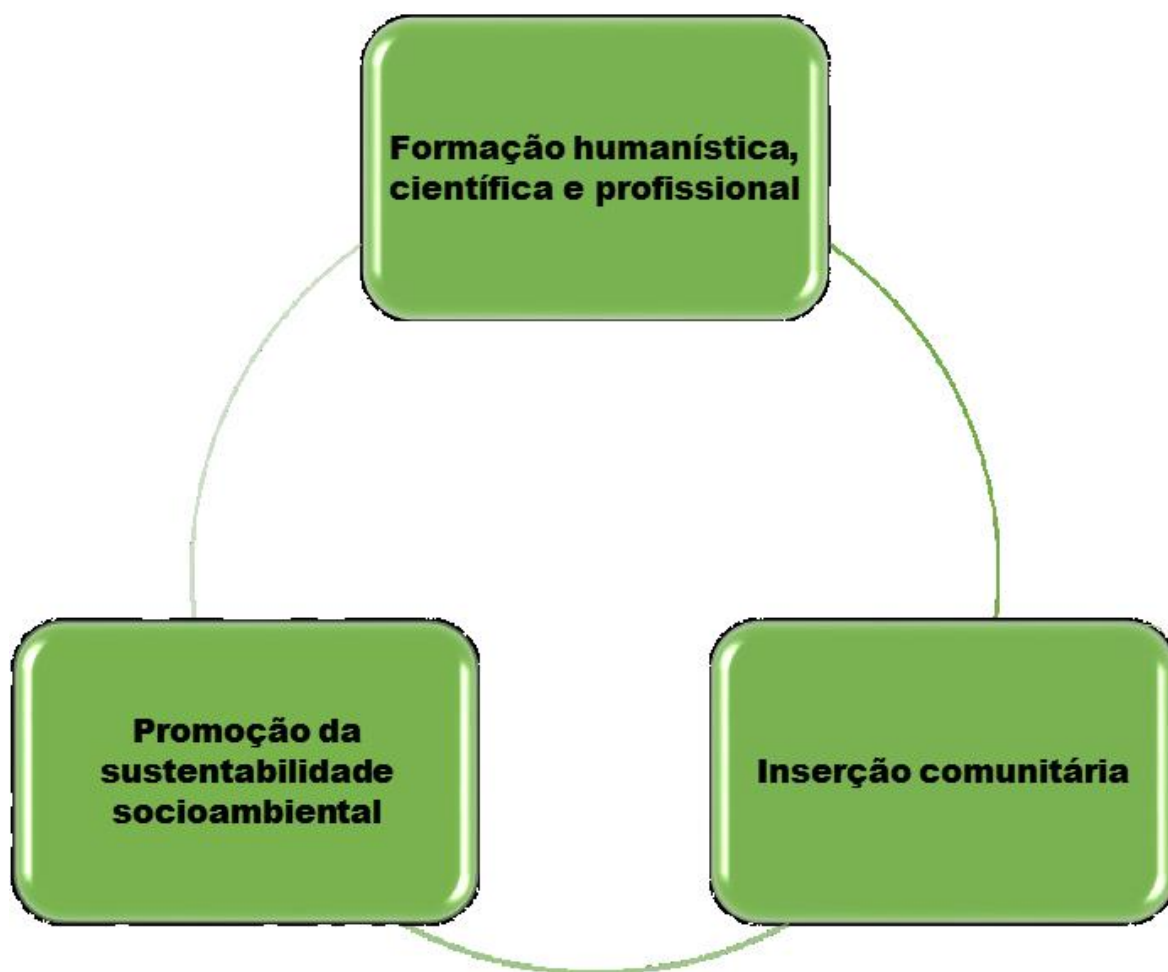 Formação humanística,
científica e profissional
Promoção da
sustentabilidade
socioambiental
Inserção comunitária